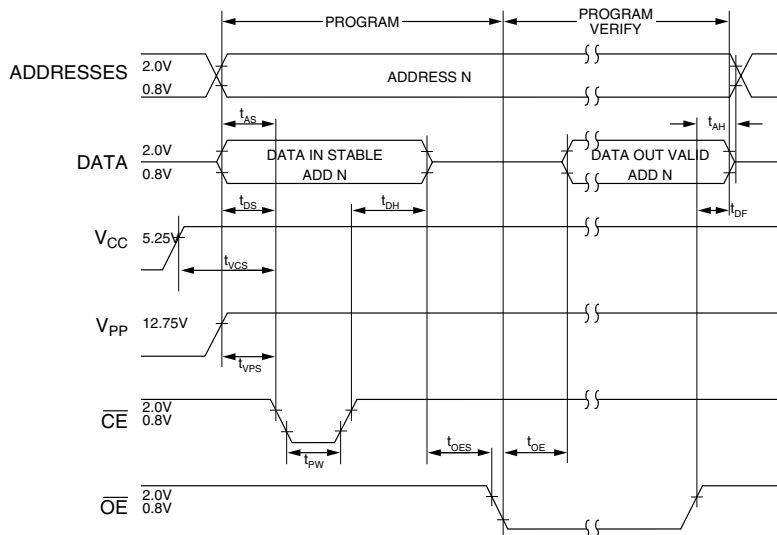 PROGRAM
PROGRAM
VERIFY
ADDRESSES
2.0V
0.8V
ADDRESS N
tAS
tAH
DATA
2.0V
0.8V
DATA IN STABLE
ADD N
DATA OUT VALID
ADD N
tDS
tDH
tDF
VCC
5.25V
tVCS
VPP
12.75V
tVPS
CE
2.0V
0.8V
tPW
tOES
tOE
OE
2.0V
0.8V